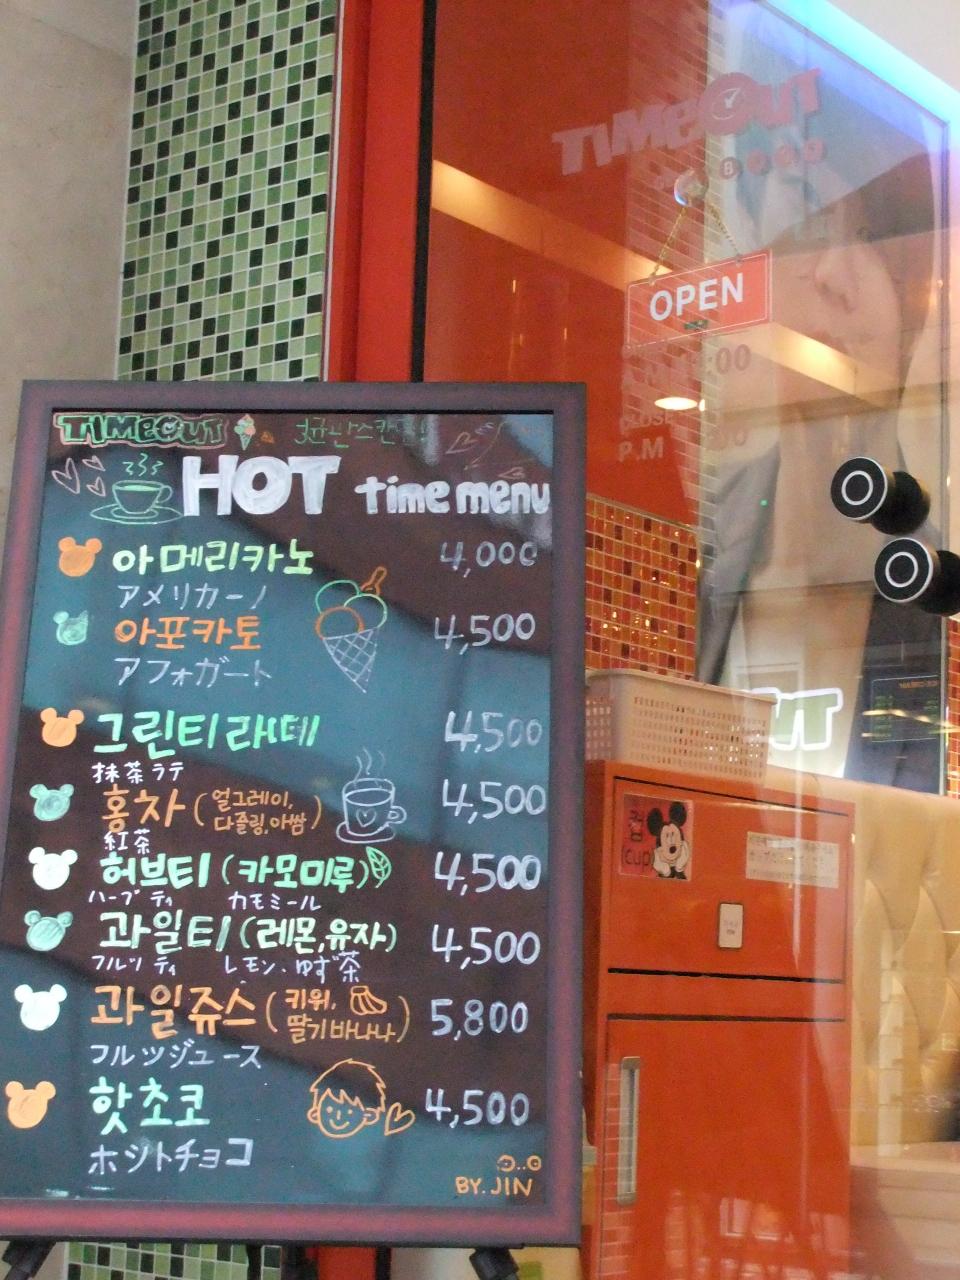 TIMEOUT
OPEN
P.M
TIMEOUT
HOT time menu
아메리카노 4,000
アメリカーノ
아포카토 4,500
アフォガート
그린티 라떼 4,500
抹茶ラテ
홍차 (얼그레이, 다즐링, 아쌈) 4,500
紅茶
허브티 (카모미루) 4,500
ハーブティ カモミール
과일티 (레몬,유자) 4,500
フルツティ レモン、ゆず茶
과일쥬스 (키위, 딸기 바나나) 5,800
フルツジュース
핫초코 4,500
ホットチョコ
BY. JIN
컵
(cup)